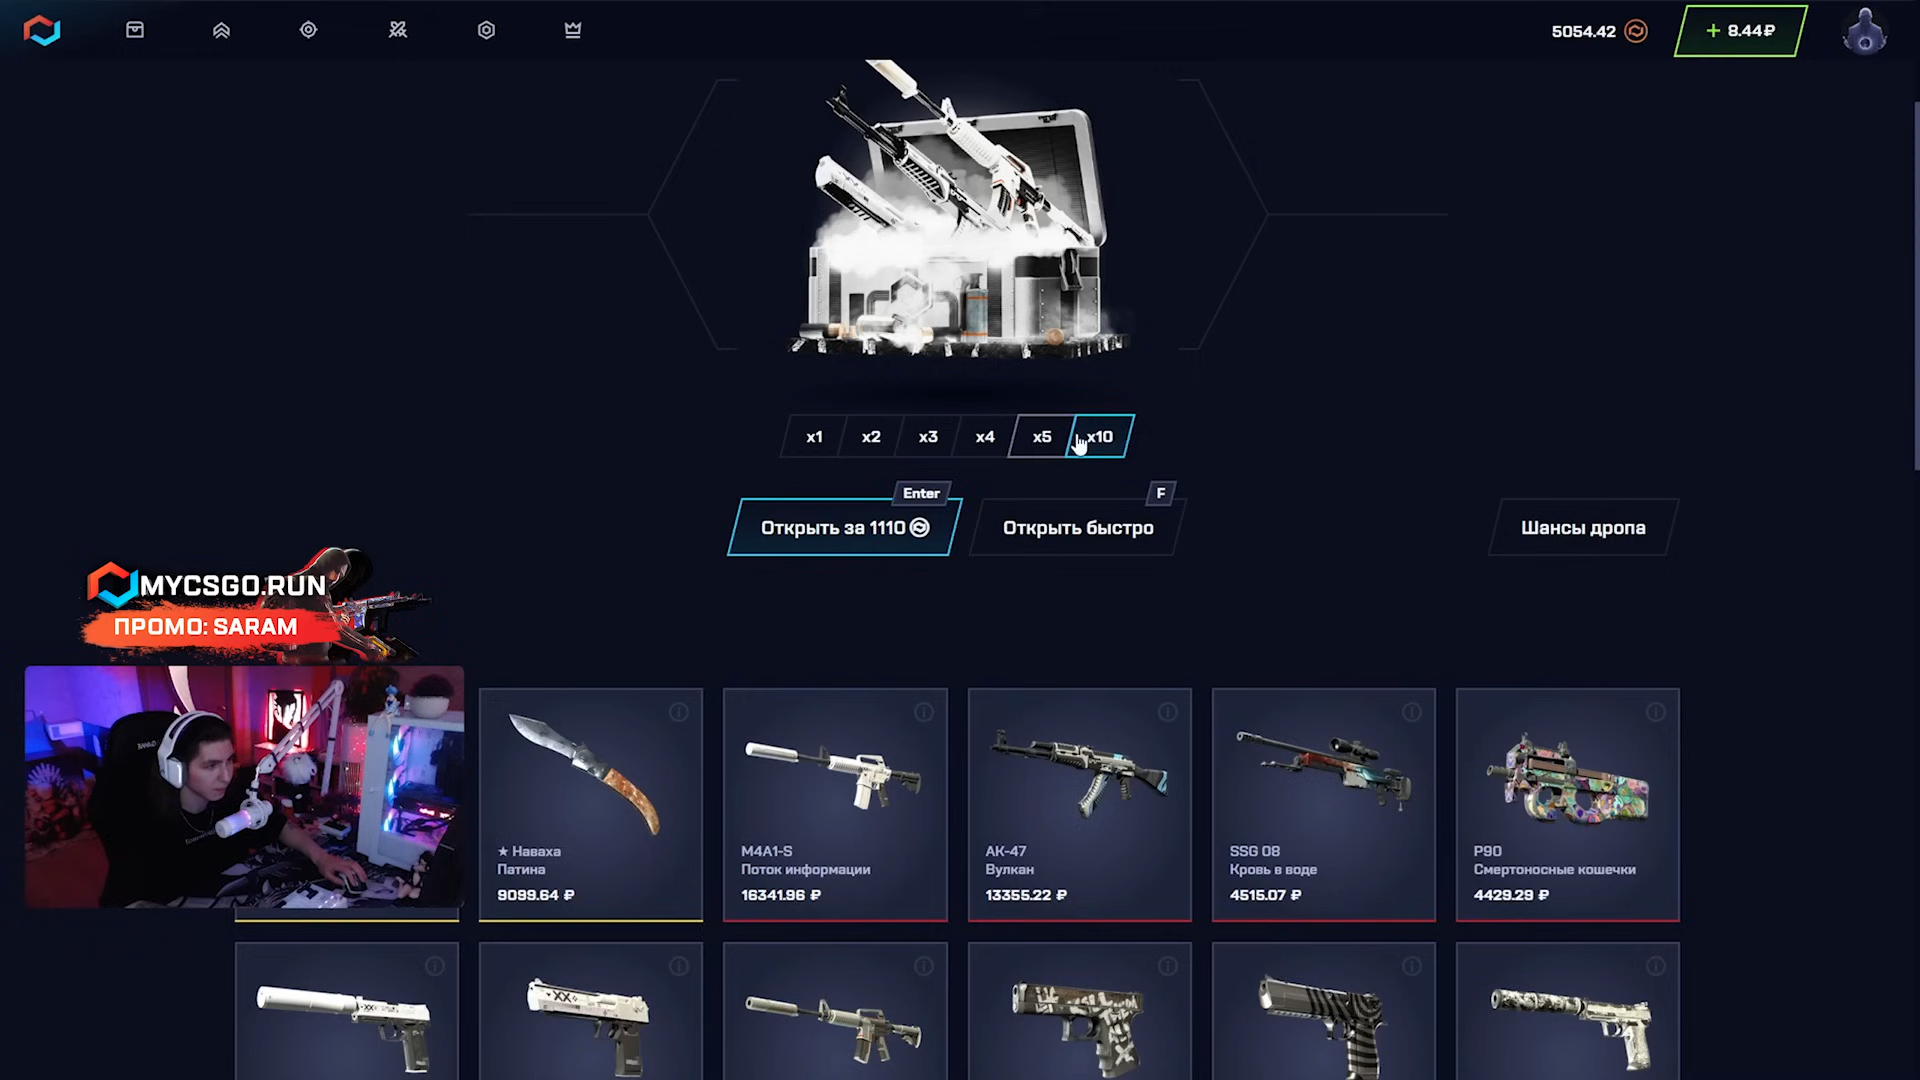 5054.42
+ 8.44₽
x1
x2
x3
x4
x5
x10
Enter
F
Открыть за 1110
Открыть быстро
Шансы дропа
MYCSGO.RUN
ПРОМО: SARAM
★ Наваха
Патина
9099.64 ₽
M4A1-S
Поток информации
16341.96 ₽
AK-47
Вулкан
13355.22 ₽
SSG 08
Кровь в воде
4515.07 ₽
P90
Смертоносные кошечки
4429.29 ₽